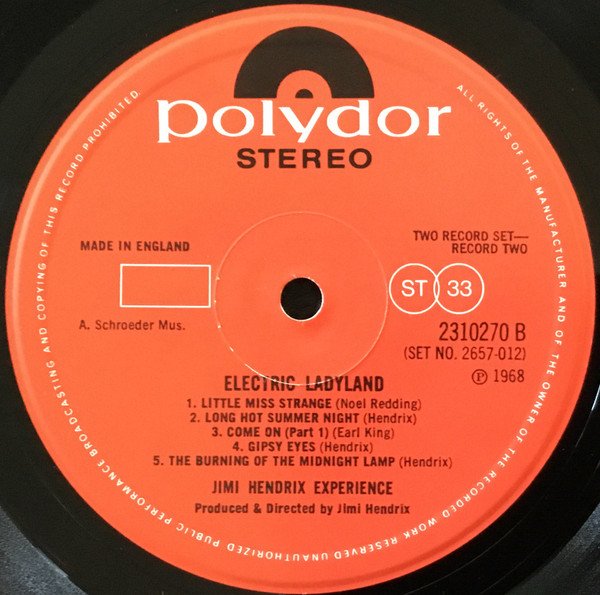 polydor
STEREO
MADE IN ENGLAND
TWO RECORD SET—
RECORD TWO
ST 33
A. Schroeder Mus.
2310270 B
(SET NO. 2657-012)
℗ 1968
ELECTRIC LADYLAND
1. LITTLE MISS STRANGE (Noel Redding)
2. LONG HOT SUMMER NIGHT (Hendrix)
3. COME ON (Part 1) (Earl King)
4. GIPSY EYES (Hendrix)
5. THE BURNING OF THE MIDNIGHT LAMP (Hendrix)
JIMI HENDRIX EXPERIENCE
Produced & Directed by Jimi Hendrix
ALL RIGHTS OF THE MANUFACTURER AND OF THE OWNER OF THE RECORDED WORK RESERVED UNAUTHORIZED PUBLIC PERFORMANCE BROADCASTING AND COPYING OF THIS RECORD PROHIBITED.